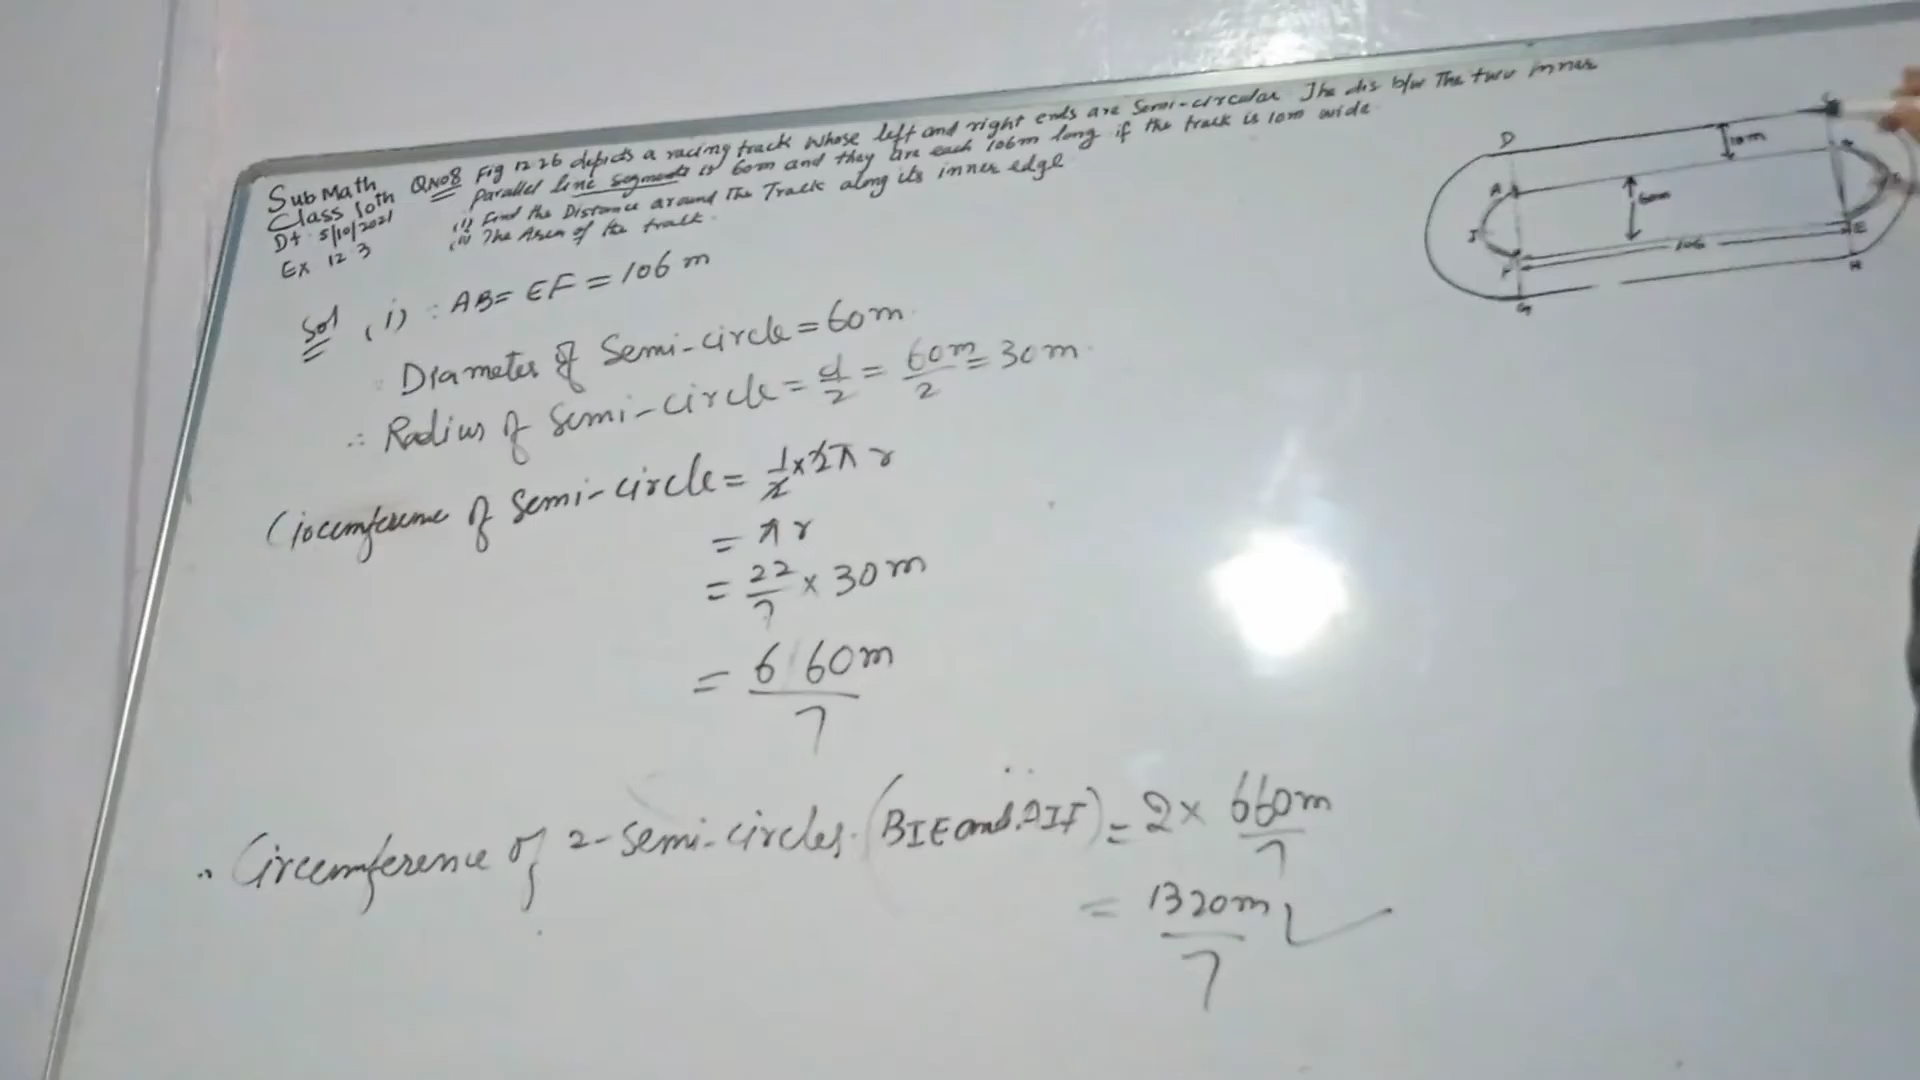 Sub Math
Class 10th
Dt 5/10/2021
Ex 12.3
QNo8 Fig 12.26 depicts a racing track whose left and right ends are Semi-circular. The dis b/w The two inner
Parallel line segments is 60m and they are each 106m long if the track is 10m wide
(i) Find the Distance around The Track along its inner edge
(ii) The Area of the track.
Sol (i) : AB = EF = 106 m
Diameter of Semi-circle = 60m
∴ Radius of Semi-circle = d/2 = 60m/2 = 30m
Circumference of Semi-circle = 1/2 × 2πr
= πr
= 22/7 × 30m
= 660m/7
∴ Circumference of 2-Semi-circles. (BIE and AIF) = 2 × 660m/7
= 1320m/7
D
10m
A
60m
I
E
106
F
H
G